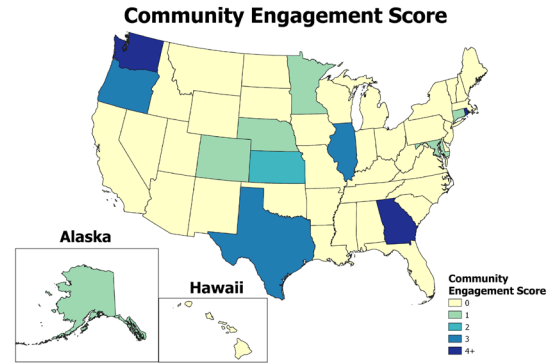 Community Engagement Score
Alaska
Hawaii
Community
Engagement Score
0
1
2
3
4+